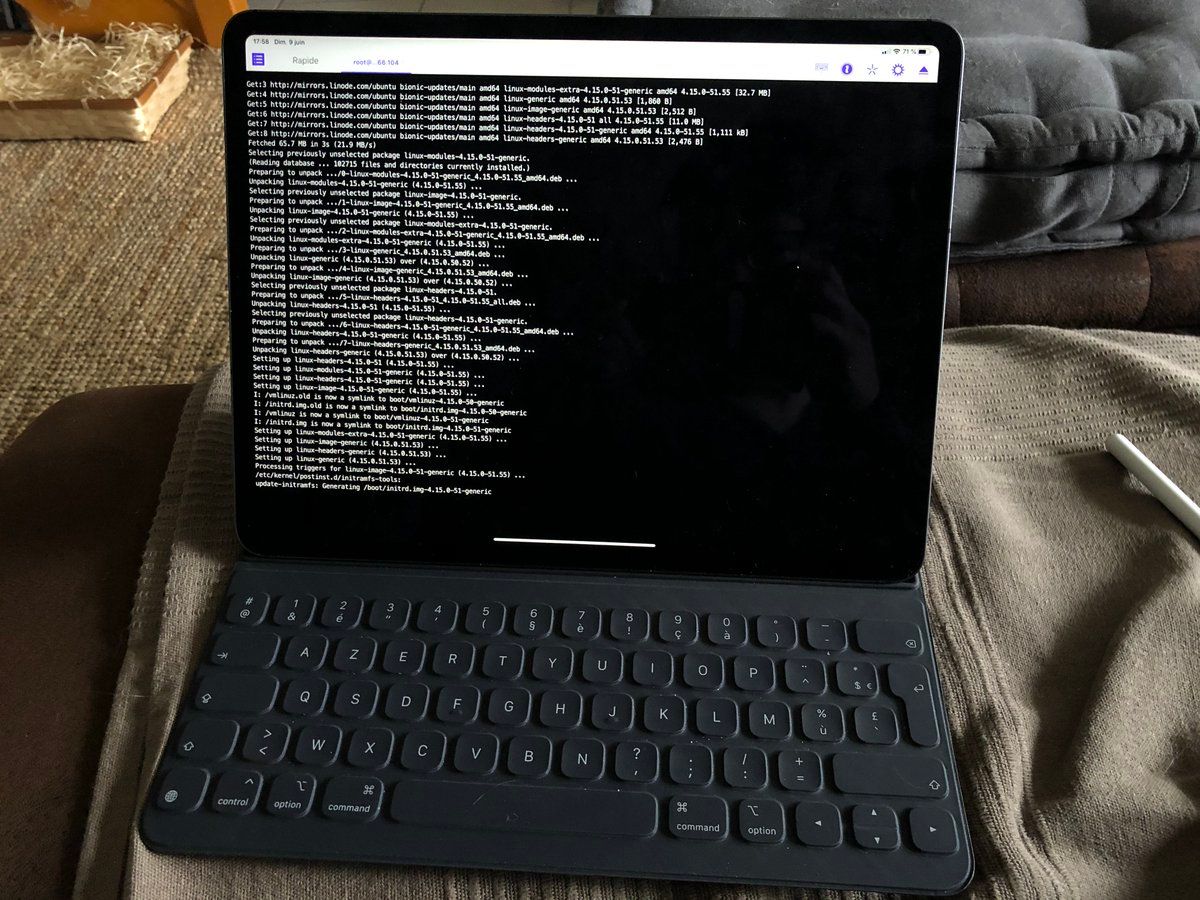 17:58 Dim. 9 juin
71 %
Rapide root@.. 66.104
Get:3 http://mirrors.linode.com/ubuntu bionic-updates/main amd64 linux-modules-extra-4.15.0-51-generic amd64 4.15.0-51.55 [32.7 MB]
Get:4 http://mirrors.linode.com/ubuntu bionic-updates/main amd64 linux-generic amd64 4.15.0.51.53 [1,860 B]
Get:5 http://mirrors.linode.com/ubuntu bionic-updates/main amd64 linux-image-generic amd64 4.15.0.51.53 [2,512 B]
Get:6 http://mirrors.linode.com/ubuntu bionic-updates/main amd64 linux-headers-4.15.0-51 all 4.15.0-51.55 [11.0 MB]
Get:7 http://mirrors.linode.com/ubuntu bionic-updates/main amd64 linux-headers-4.15.0-51-generic amd64 4.15.0-51.55 [1,111 kB]
Get:8 http://mirrors.linode.com/ubuntu bionic-updates/main amd64 linux-headers-generic amd64 4.15.0.51.53 [2,476 B]
Fetched 65.7 MB in 3s (21.9 MB/s)
Selecting previously unselected package linux-modules-4.15.0-51-generic.
(Reading database ... 102715 files and directories currently installed.)
Preparing to unpack .../0-linux-modules-4.15.0-51-generic_4.15.0-51.55_amd64.deb ...
Unpacking linux-modules-4.15.0-51-generic (4.15.0-51.55) ...
Selecting previously unselected package linux-image-4.15.0-51-generic.
Preparing to unpack .../1-linux-image-4.15.0-51-generic_4.15.0-51.55_amd64.deb ...
Unpacking linux-image-4.15.0-51-generic (4.15.0-51.55) ...
Selecting previously unselected package linux-modules-extra-4.15.0-51-generic.
Preparing to unpack .../2-linux-modules-extra-4.15.0-51-generic_4.15.0-51.55_amd64.deb ...
Unpacking linux-modules-extra-4.15.0-51-generic (4.15.0-51.55) ...
Preparing to unpack .../3-linux-generic_4.15.0.51.53_amd64.deb ...
Unpacking linux-generic (4.15.0.51.53) over (4.15.0.50.52) ...
Preparing to unpack .../4-linux-image-generic_4.15.0.51.53_amd64.deb ...
Unpacking linux-image-generic (4.15.0.51.53) over (4.15.0.50.52) ...
Selecting previously unselected package linux-headers-4.15.0-51.
Preparing to unpack .../5-linux-headers-4.15.0-51_4.15.0-51.55_all.deb ...
Unpacking linux-headers-4.15.0-51 (4.15.0-51.55) ...
Selecting previously unselected package linux-headers-4.15.0-51-generic.
Preparing to unpack .../6-linux-headers-4.15.0-51-generic_4.15.0-51.55_amd64.deb ...
Unpacking linux-headers-4.15.0-51-generic (4.15.0-51.55) ...
Preparing to unpack .../7-linux-headers-generic_4.15.0.51.53_amd64.deb ...
Unpacking linux-headers-generic (4.15.0.51.53) over (4.15.0.50.52) ...
Setting up linux-headers-4.15.0-51 (4.15.0-51.55) ...
Setting up linux-modules-4.15.0-51-generic (4.15.0-51.55) ...
Setting up linux-headers-4.15.0-51-generic (4.15.0-51.55) ...
Setting up linux-image-4.15.0-51-generic (4.15.0-51.55) ...
I: /vmlinuz.old is now a symlink to boot/vmlinuz-4.15.0-50-generic
I: /initrd.img.old is now a symlink to boot/initrd.img-4.15.0-50-generic
I: /vmlinuz is now a symlink to boot/vmlinuz-4.15.0-51-generic
I: /initrd.img is now a symlink to boot/initrd.img-4.15.0-51-generic
Setting up linux-modules-extra-4.15.0-51-generic (4.15.0-51.55) ...
Setting up linux-image-generic (4.15.0.51.53) ...
Setting up linux-headers-generic (4.15.0.51.53) ...
Setting up linux-generic (4.15.0.51.53) ...
Processing triggers for linux-image-4.15.0-51-generic (4.15.0-51.55) ...
/etc/kernel/postinst.d/initramfs-tools:
update-initramfs: Generating /boot/initrd.img-4.15.0-51-generic
# 1 2 3 4 5 6 7 8 9 0 ° _
@ & é " ' ( § è ! ç à ) -
A Z E R T Y U I O P ¨ ^ * $ €
Q S D F G H J K L M % ù £ `
> < W X C V B N ? , . ; / : + =
control option command command option